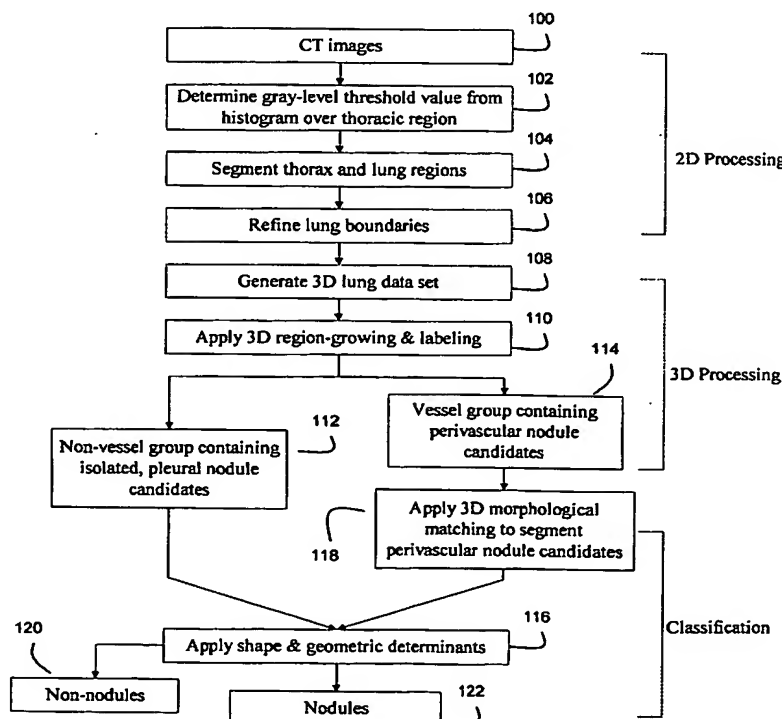 100
CT images
102
Determine gray-level threshold value from
histogram over thoracic region
104
Segment thorax and lung regions
106
Refine lung boundaries
2D Processing
108
Generate 3D lung data set
110
Apply 3D region-growing & labeling
114
Vessel group containing
perivascular nodule
candidates
3D Processing
112
Non-vessel group containing
isolated, pleural nodule
candidates
118
Apply 3D morphological
matching to segment
perivascular nodule candidates
116
Apply shape & geometric determinants
Classification
120
Non-nodules
Nodules
122